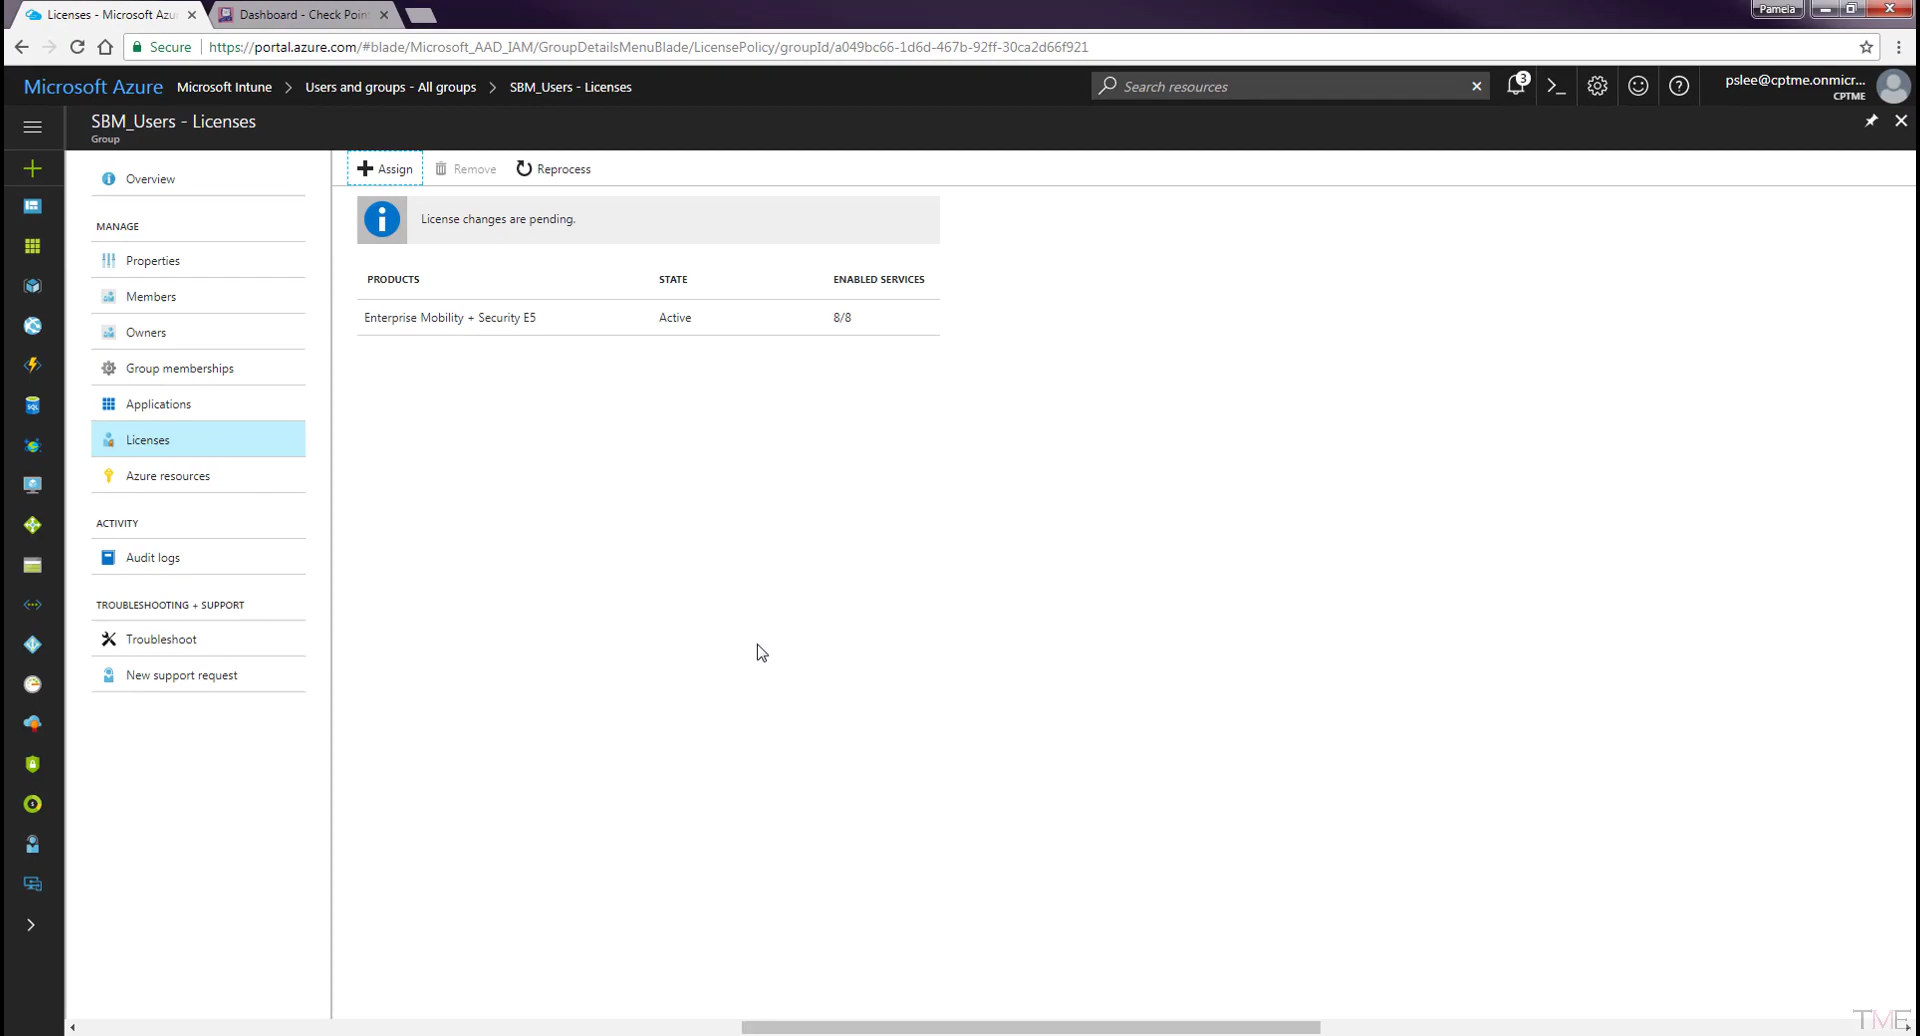 Licenses - Microsoft Azu
Dashboard - Check Point
Pamela
Secure
https://portal.azure.com/#blade/Microsoft_AAD_IAM/GroupDetailsMenuBlade/LicensePolicy/groupId/a049bc66-1d6d-467b-92ff-30ca2d66f921
Microsoft Azure
Microsoft Intune > Users and groups - All groups > SBM_Users - Licenses
Search resources
3
pslee@cptme.onmicr...
CPTME
SBM_Users - Licenses
Group
Overview
MANAGE
Properties
Members
Owners
Group memberships
Applications
Licenses
Azure resources
ACTIVITY
Audit logs
TROUBLESHOOTING + SUPPORT
Troubleshoot
New support request
Assign
Remove
Reprocess
License changes are pending.
PRODUCTS STATE ENABLED SERVICES
Enterprise Mobility + Security E5 Active 8/8
SQL
TME